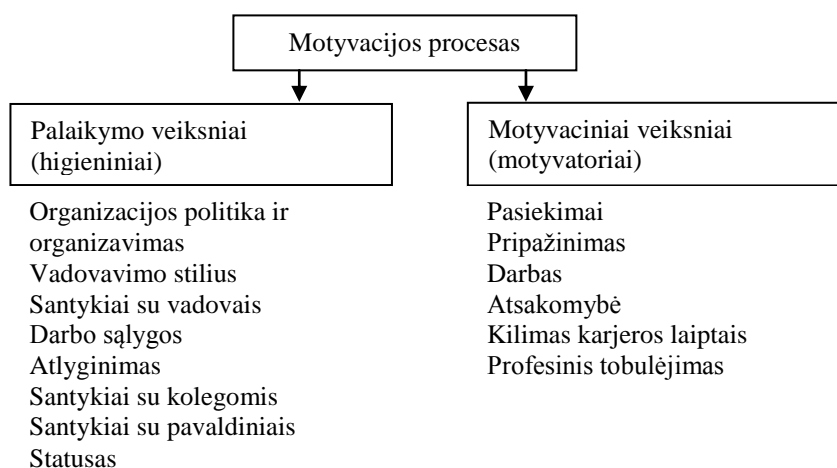 Motyvacijos procesas
Palaikymo veiksniai
(higieniniai)
Organizacijos politika ir
organizavimas
Vadovavimo stilius
Santykiai su vadovais
Darbo sąlygos
Atlyginimas
Santykiai su kolegomis
Santykiai su pavaldiniais
Statusas
Motyvaciniai veiksniai
(motyvatoriai)
Pasiekimai
Pripažinimas
Darbas
Atsakomybė
Kilimas karjeros laiptais
Profesinis tobulėjimas